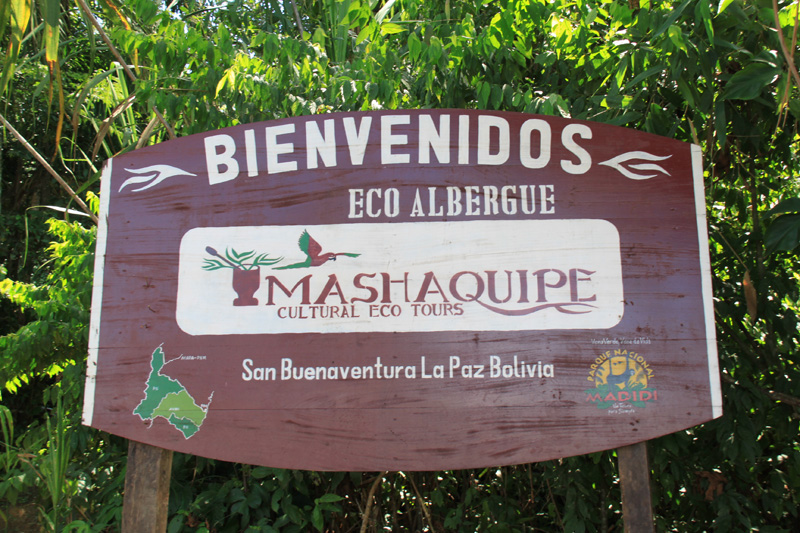 BIENVENIDOS
ECO ALBERGUE
MASHAQUIPE
CULTURAL ECO TOURS
San Buenaventura La Paz Bolivia
PARQUE NACIONAL
MADIDI